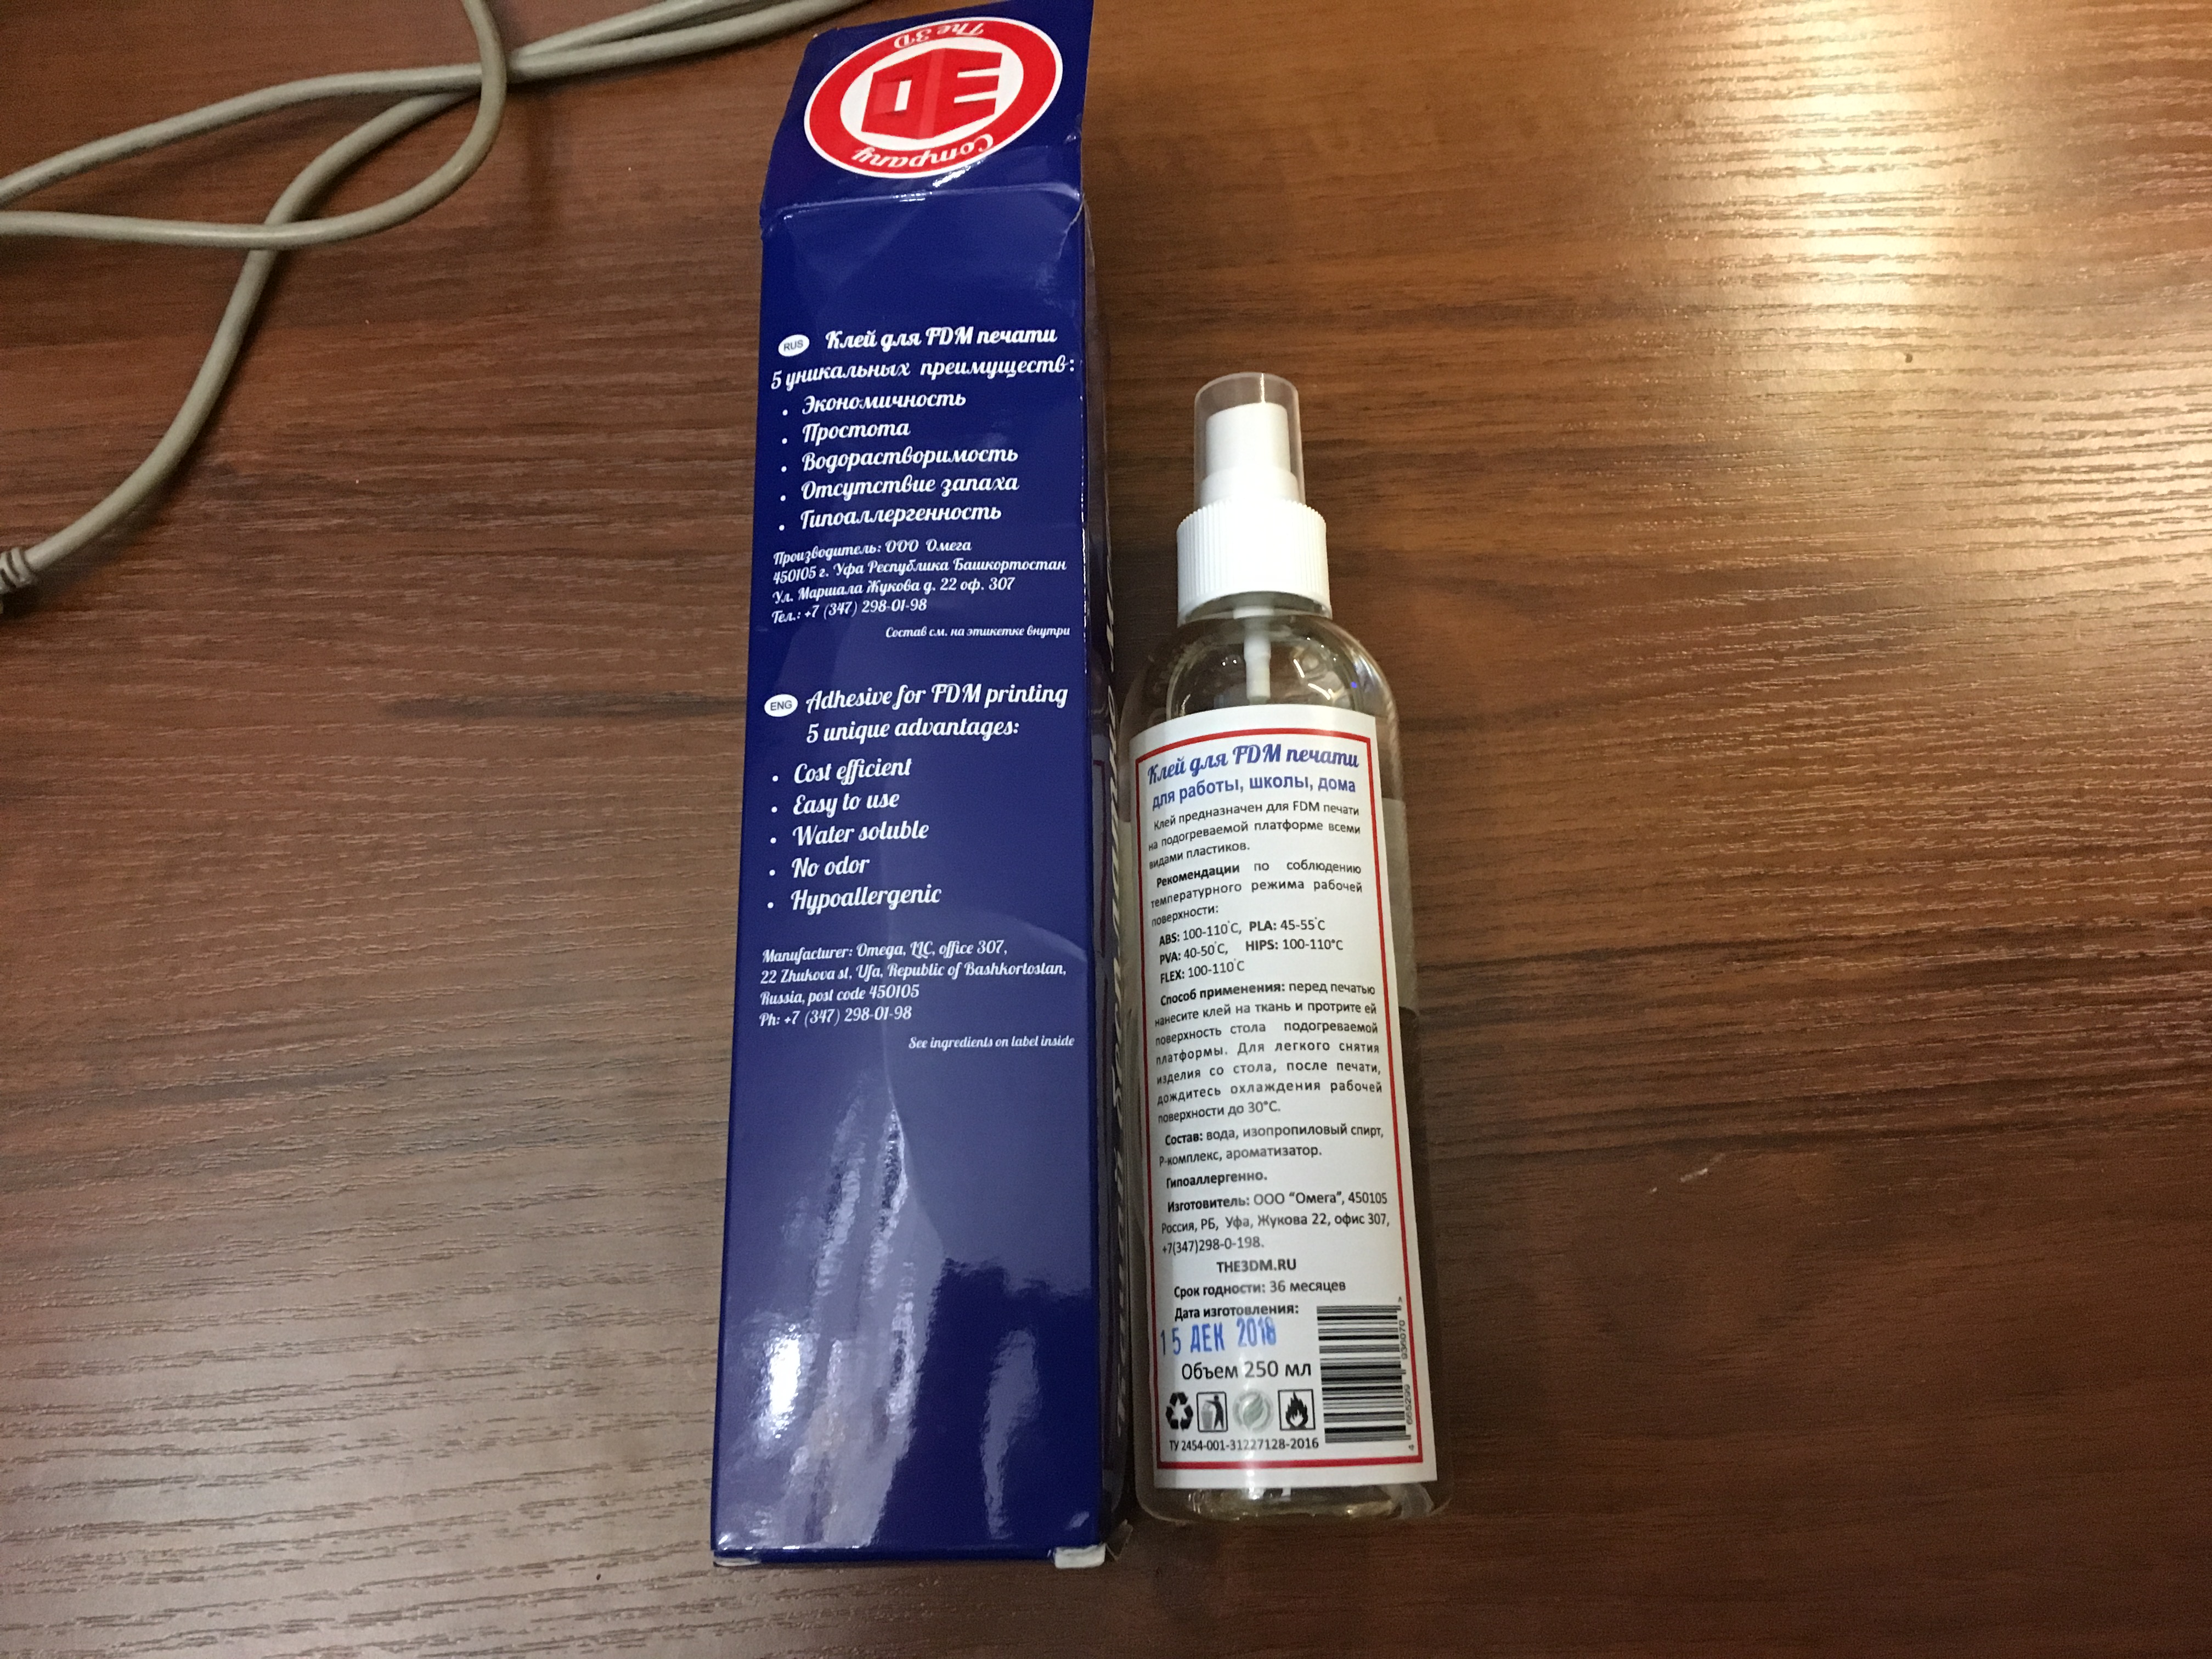 The 3D
3D
Company
RUS Клей для FDM печати
5 уникальных преимуществ:
• Экономичность
• Простота
• Водорастворимость
• Отсутствие запаха
• Гипоаллергенность
Производитель: ООО Омега
450105 г. Уфа Республика Башкортостан
Ул. Маршала Жукова д. 22 оф. 307
Тел.: +7 (347) 298-01-98
Состав см. на этикетке внутри
ENG Adhesive for FDM printing
5 unique advantages:
• Cost efficient
• Easy to use
• Water soluble
• No odor
• Hypoallergenic
Manufacturer: Omega, LLC, office 307,
22 Zhukova st, Ufa, Republic of Bashkortostan,
Russia, post code 450105
Ph: +7 (347) 298-01-98
See ingredients on label inside
Клей для FDM печати
для работы, школы, дома
Клей предназначен для FDM печати
на подогреваемой платформе всеми
видами пластиков.
Рекомендации по соблюдению
температурного режима рабочей
поверхности:
ABS: 100-110°C, PLA: 45-55°C
PVA: 40-50°C, HIPS: 100-110°C
FLEX: 100-110°C
Способ применения: перед печатью
нанесите клей на ткань и протрите ей
поверхность стола подогреваемой
платформы. Для легкого снятия
изделия со стола, после печати,
дождитесь охлаждения рабочей
поверхности до 30°C.
Состав: вода, изопропиловый спирт,
Р-комплекс, ароматизатор.
Гипоаллергенно.
Изготовитель: ООО "Омега", 450105
Россия, РБ, Уфа, Жукова 22, офис 307,
+7(347)298-0-198.
THE3DM.RU
Срок годности: 36 месяцев
Дата изготовления:
15 ДЕК 2018
Объем 250 мл
ТУ 2454-001-31227128-2016